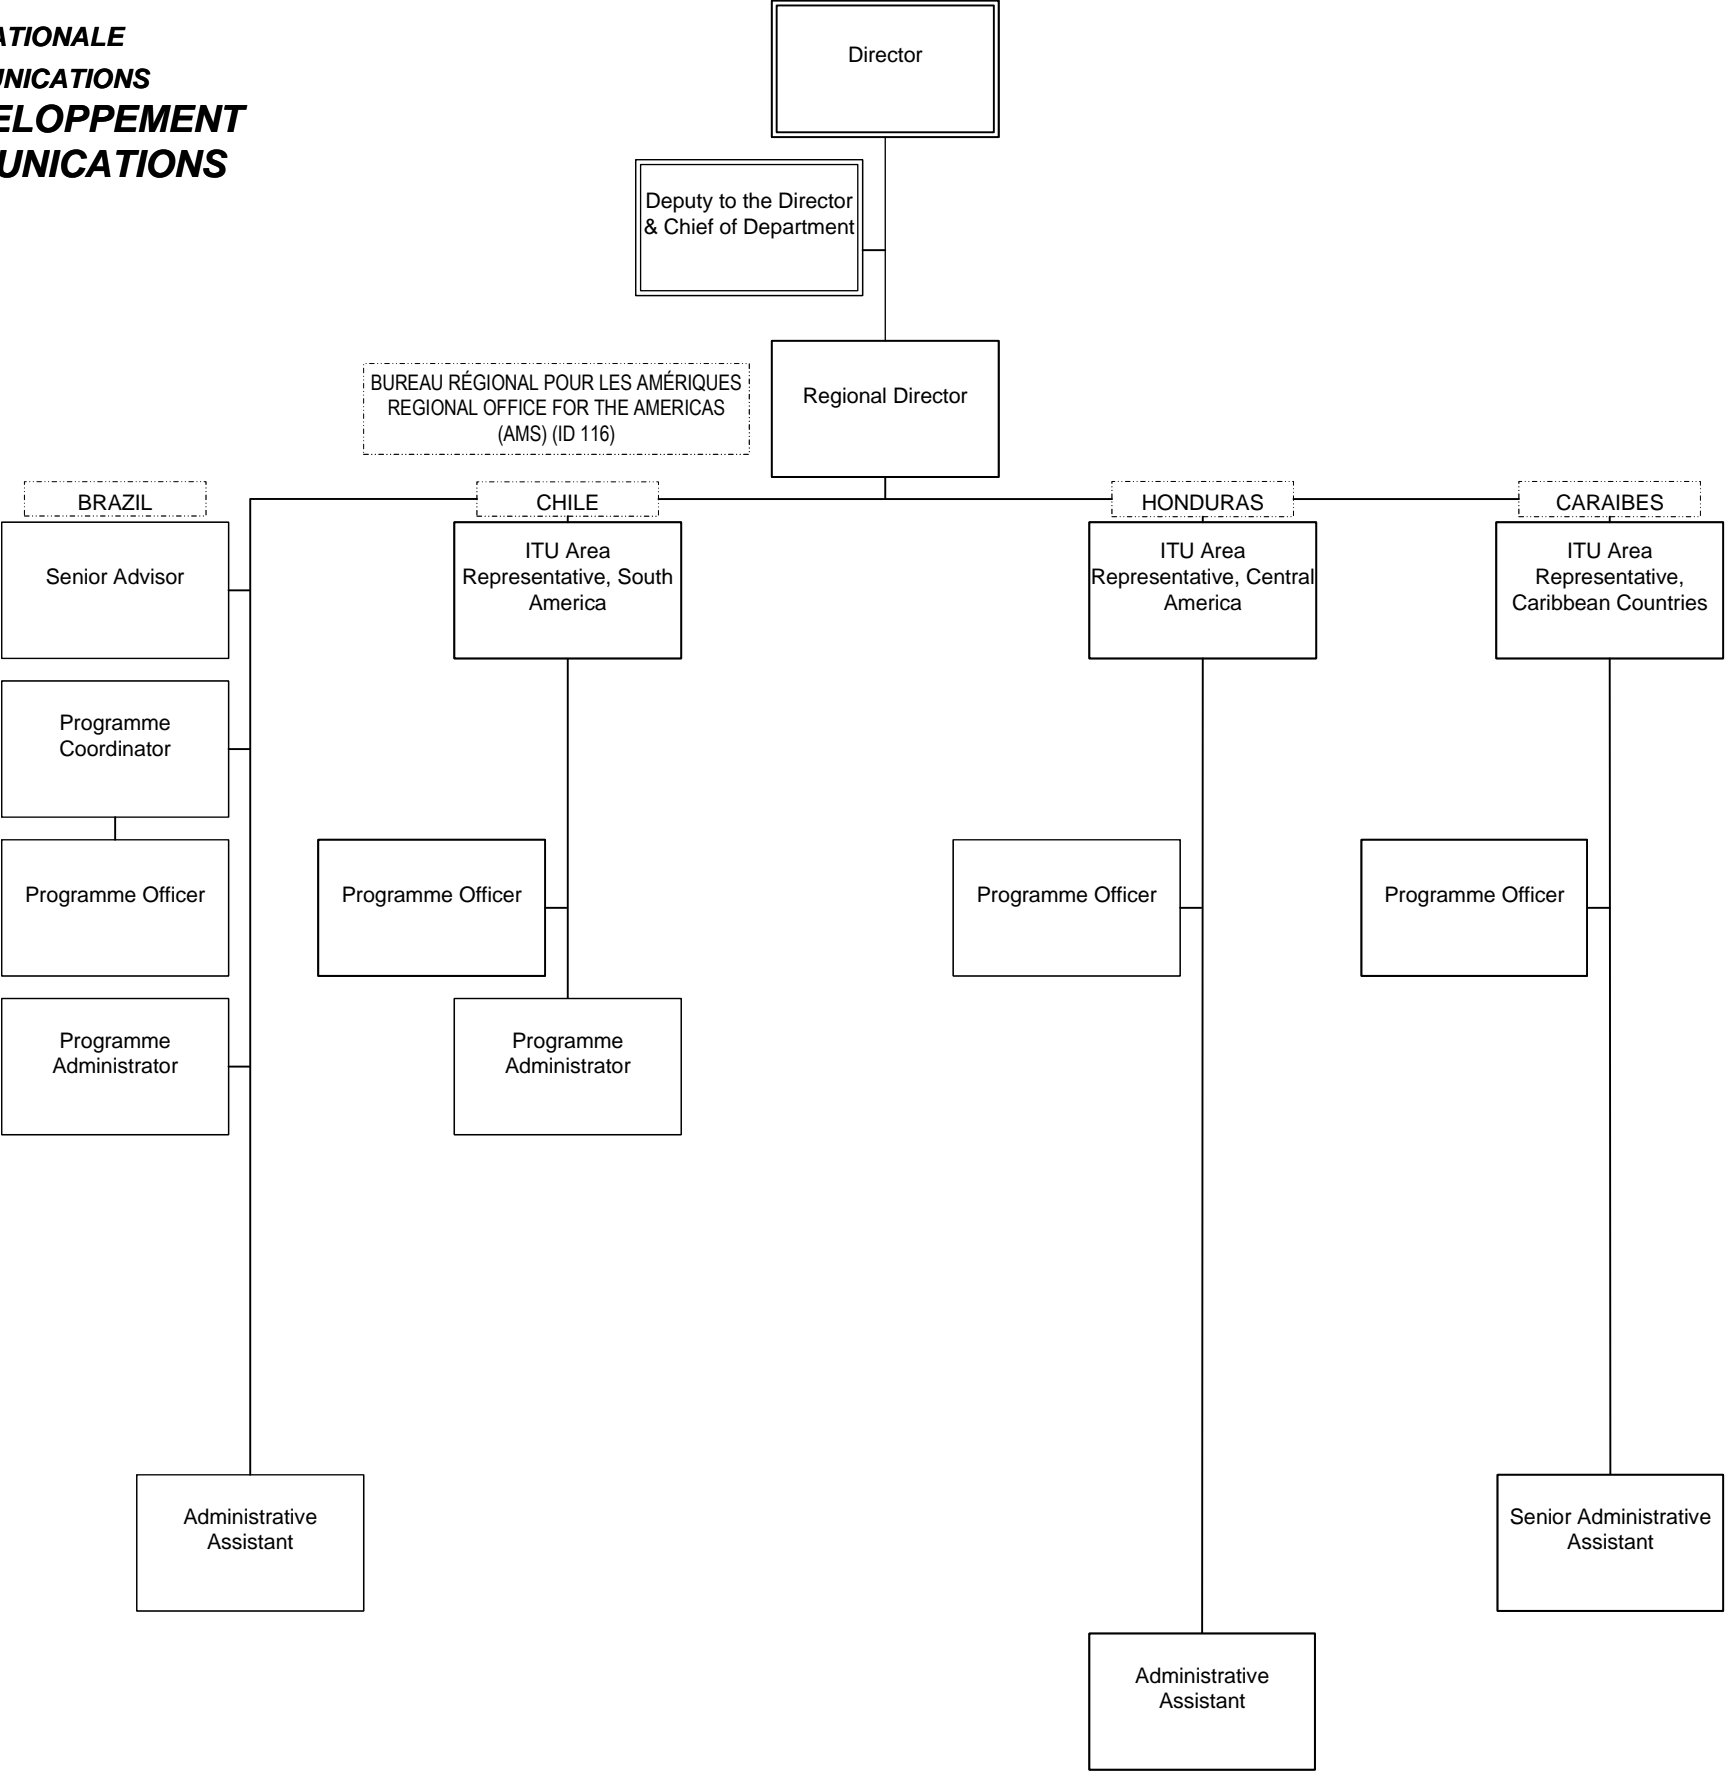 ATIONALE
UNICATIONS
ELOPPEMENT
UNICATIONS
Director
Deputy to the Director
& Chief of Department
BUREAU RÉGIONAL POUR LES AMÉRIQUES
REGIONAL OFFICE FOR THE AMERICAS
(AMS) (ID 116)
Regional Director
BRAZIL
CHILE
HONDURAS
CARAIBES
Senior Advisor
ITU Area
Representative, South
America
ITU Area
Representative, Central
America
ITU Area
Representative,
Caribbean Countries
Programme
Coordinator
Programme Officer
Programme Officer
Programme Officer
Programme Officer
Programme
Administrator
Programme
Administrator
Administrative
Assistant
Senior Administrative
Assistant
Administrative
Assistant